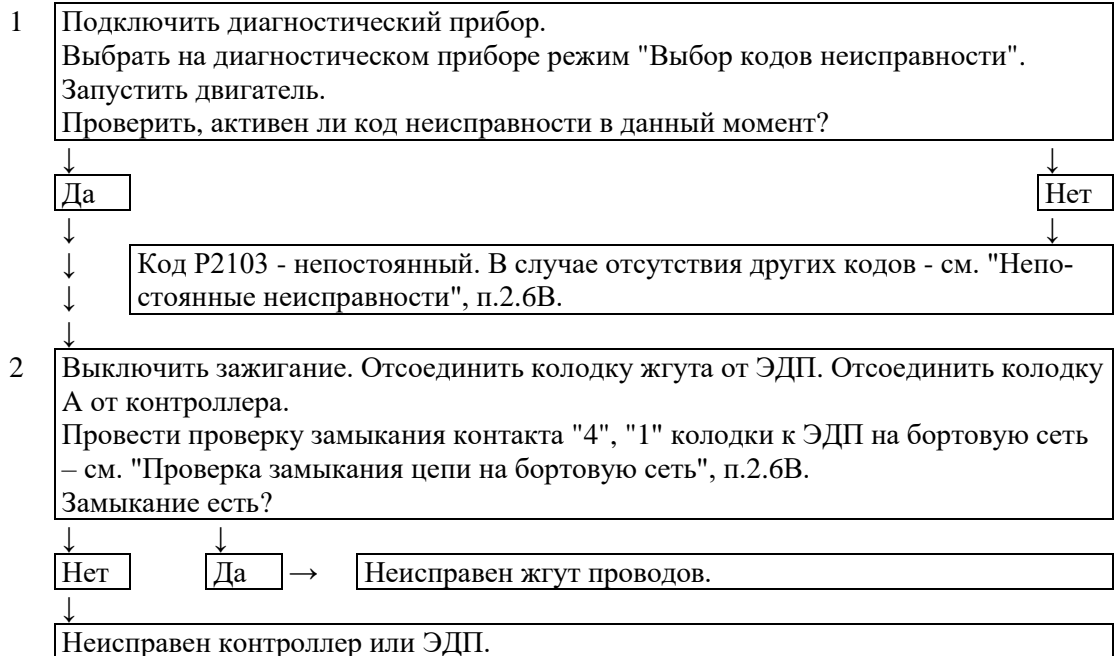 1 Подключить диагностический прибор.
Выбрать на диагностическом приборе режим "Выбор кодов неисправности".
Запустить двигатель.
Проверить, активен ли код неисправности в данный момент?
↓ ↓
Да Нет
↓ ↓
↓ Код Р2103 - непостоянный. В случае отсутствия других кодов - см. "Непо-
↓ стоянные неисправности", п.2.6В.
↓
2 Выключить зажигание. Отсоединить колодку жгута от ЭДП. Отсоединить колодку
А от контроллера.
Провести проверку замыкания контакта "4", "1" колодки к ЭДП на бортовую сеть
– см. "Проверка замыкания цепи на бортовую сеть", п.2.6В.
Замыкание есть?
↓ ↓
Нет Да → Неисправен жгут проводов.
↓
Неисправен контроллер или ЭДП.